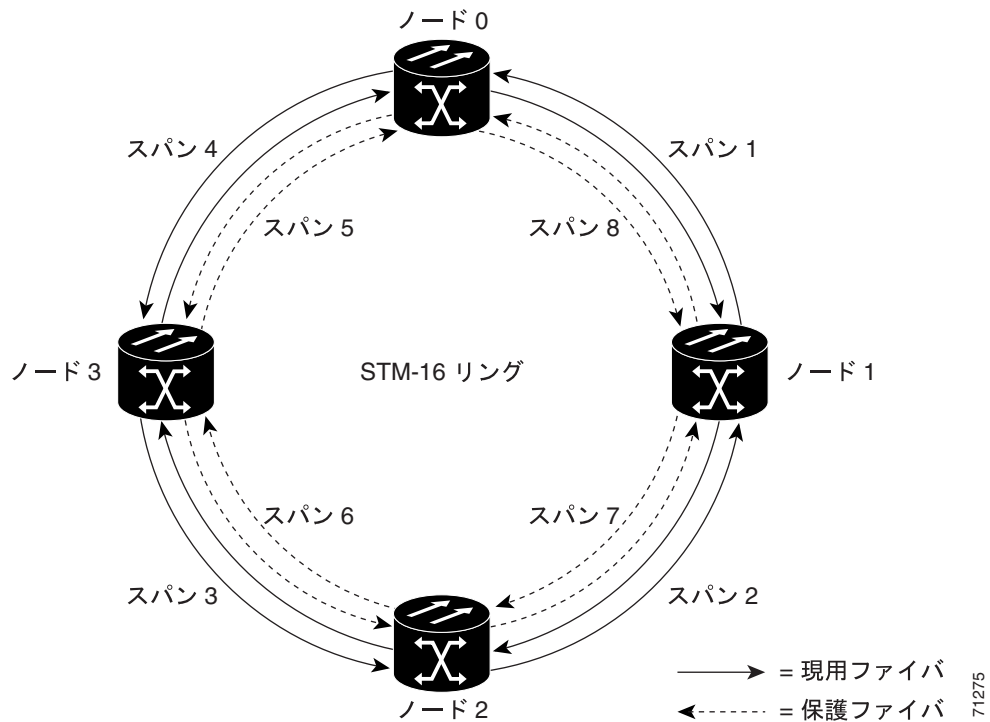 ノード 0
スパン 4
スパン 1
スパン 5
スパン 8
ノード 3
STM-16 リング
ノード 1
スパン 6
スパン 7
スパン 3
スパン 2
ノード 2
= 現用ファイバ
= 保護ファイバ
71275